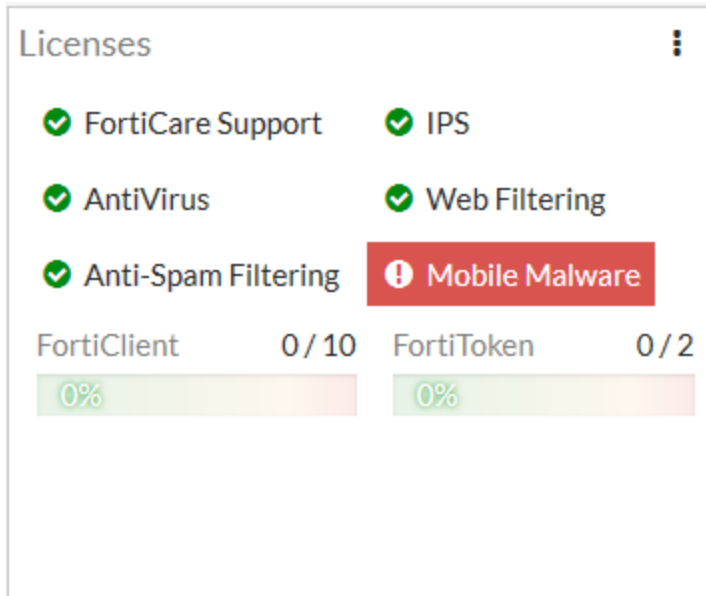 Licenses
FortiCare Support IPS
AntiVirus Web Filtering
Anti-Spam Filtering Mobile Malware
FortiClient 0 / 10 FortiToken 0 / 2
0% 0%